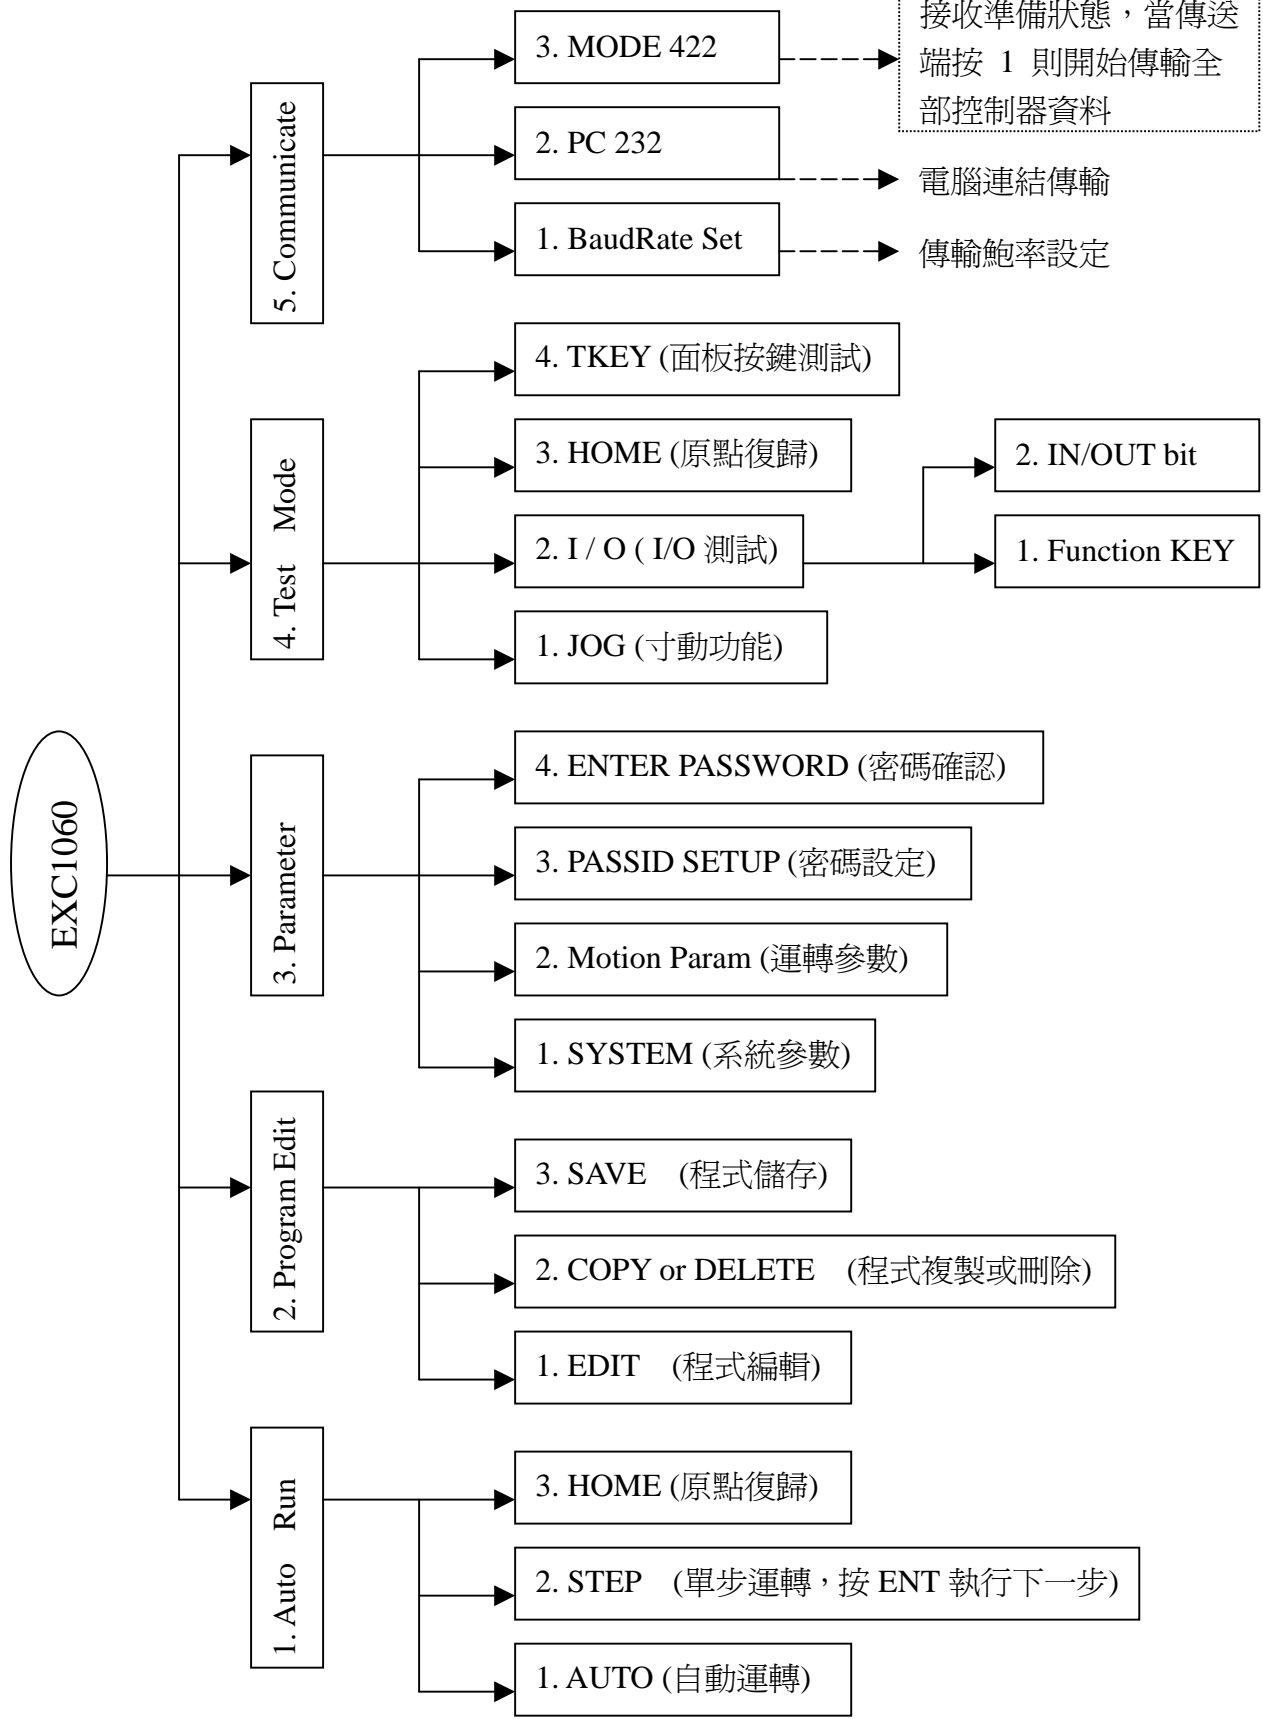 接收準備狀態，當傳送
端按 1 則開始傳輸全
部控制器資料
3. MODE 422
2. PC 232
電腦連結傳輸
1. BaudRate Set
傳輸鮑率設定
5. Communicate
4. TKEY (面板按鍵測試)
3. HOME (原點復歸)
2. IN/OUT bit
2. I / O ( I/O 測試)
1. Function KEY
1. JOG (寸動功能)
4. Test Mode
EXC1060
4. ENTER PASSWORD (密碼確認)
3. PASSID SETUP (密碼設定)
2. Motion Param (運轉參數)
1. SYSTEM (系統參數)
3. Parameter
3. SAVE (程式儲存)
2. COPY or DELETE (程式複製或刪除)
1. EDIT (程式編輯)
2. Program Edit
3. HOME (原點復歸)
2. STEP (單步運轉，按 ENT 執行下一步)
1. AUTO (自動運轉)
1. Auto Run